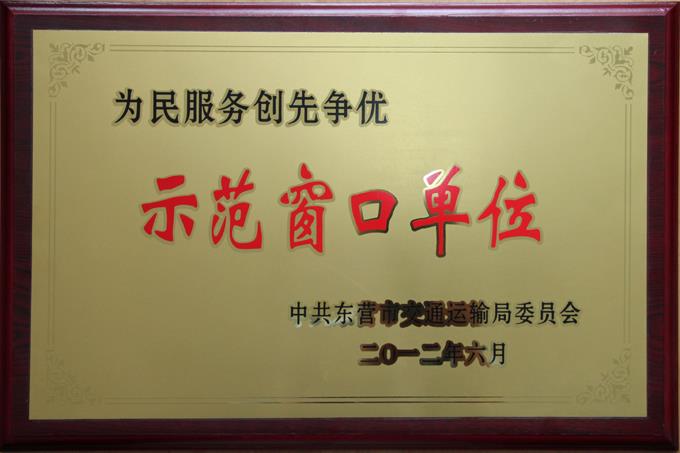 为民服务创先争优
示范窗口单位
中共东营市交通运输局委员会
二〇一二年六月